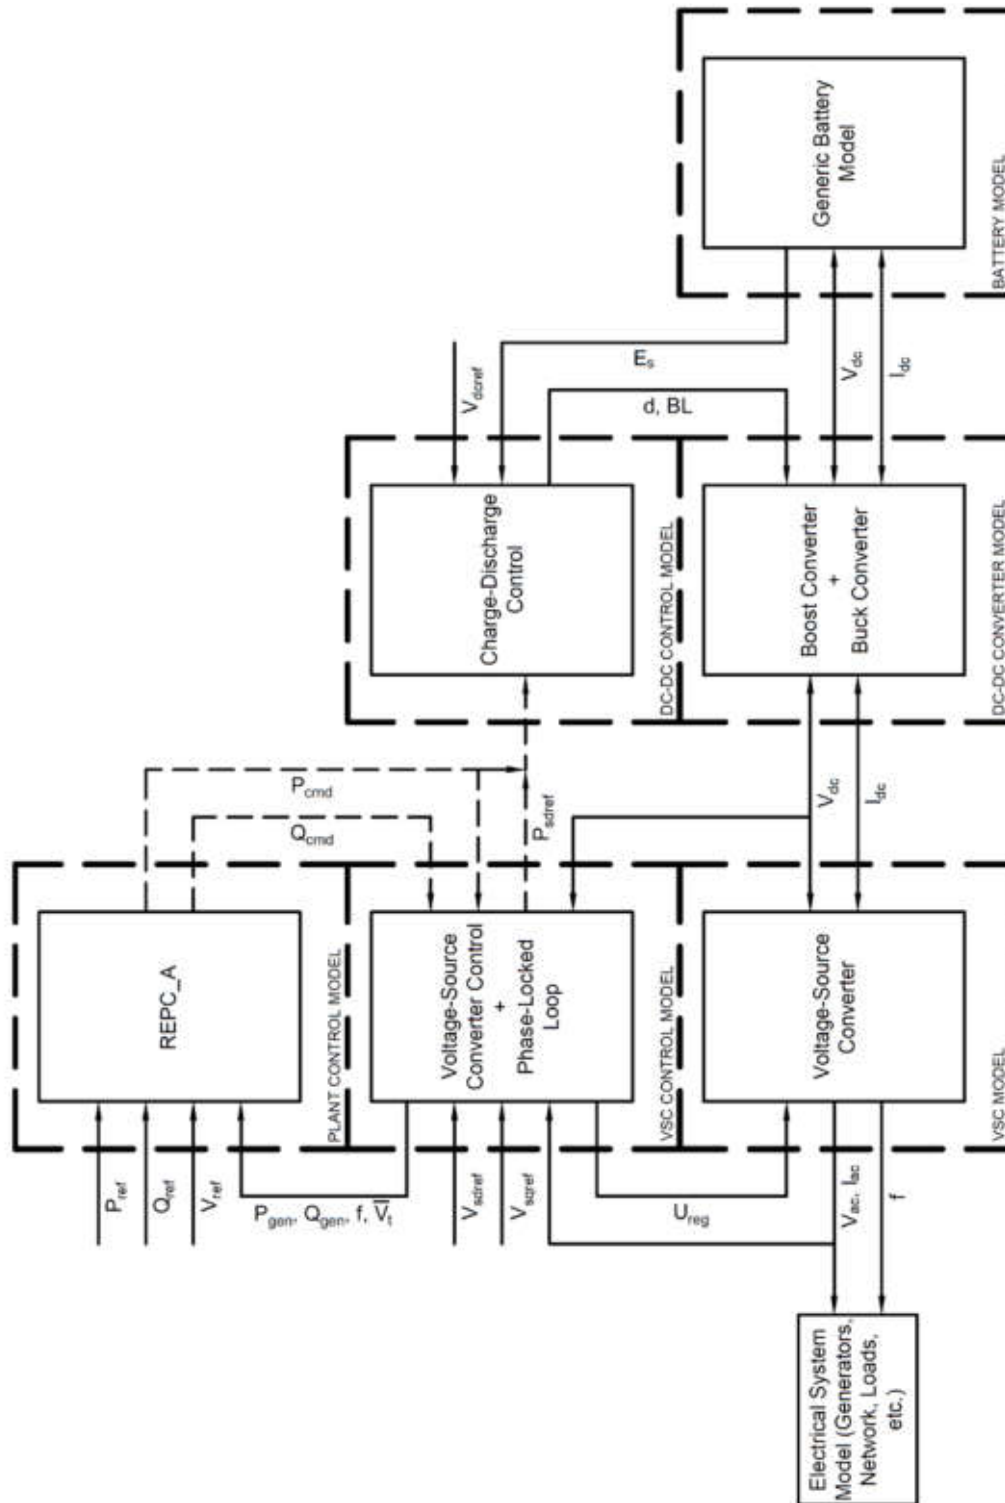 P_ref
Q_ref
V_ref
REPC_A
PLANT CONTROL MODEL
P_cmd
Q_cmd
P_gen, Q_gen, f, V̅_t
V_sdref
V_sqref
Voltage-Source
Converter Control
+
Phase-Locked
Loop
VSC CONTROL MODEL
P_sdref
V_dcref
Charge-Discharge
Control
DC-DC CONTROL MODEL
E_s
d, BL
U_reg
Electrical System
Model (Generators,
Network, Loads,
etc.)
V_ac, I_ac
f
Voltage-Source
Converter
VSC MODEL
V_dc
I_dc
Boost Converter
+
Buck Converter
DC-DC CONVERTER MODEL
V_dc
I_dc
Generic Battery
Model
BATTERY MODEL